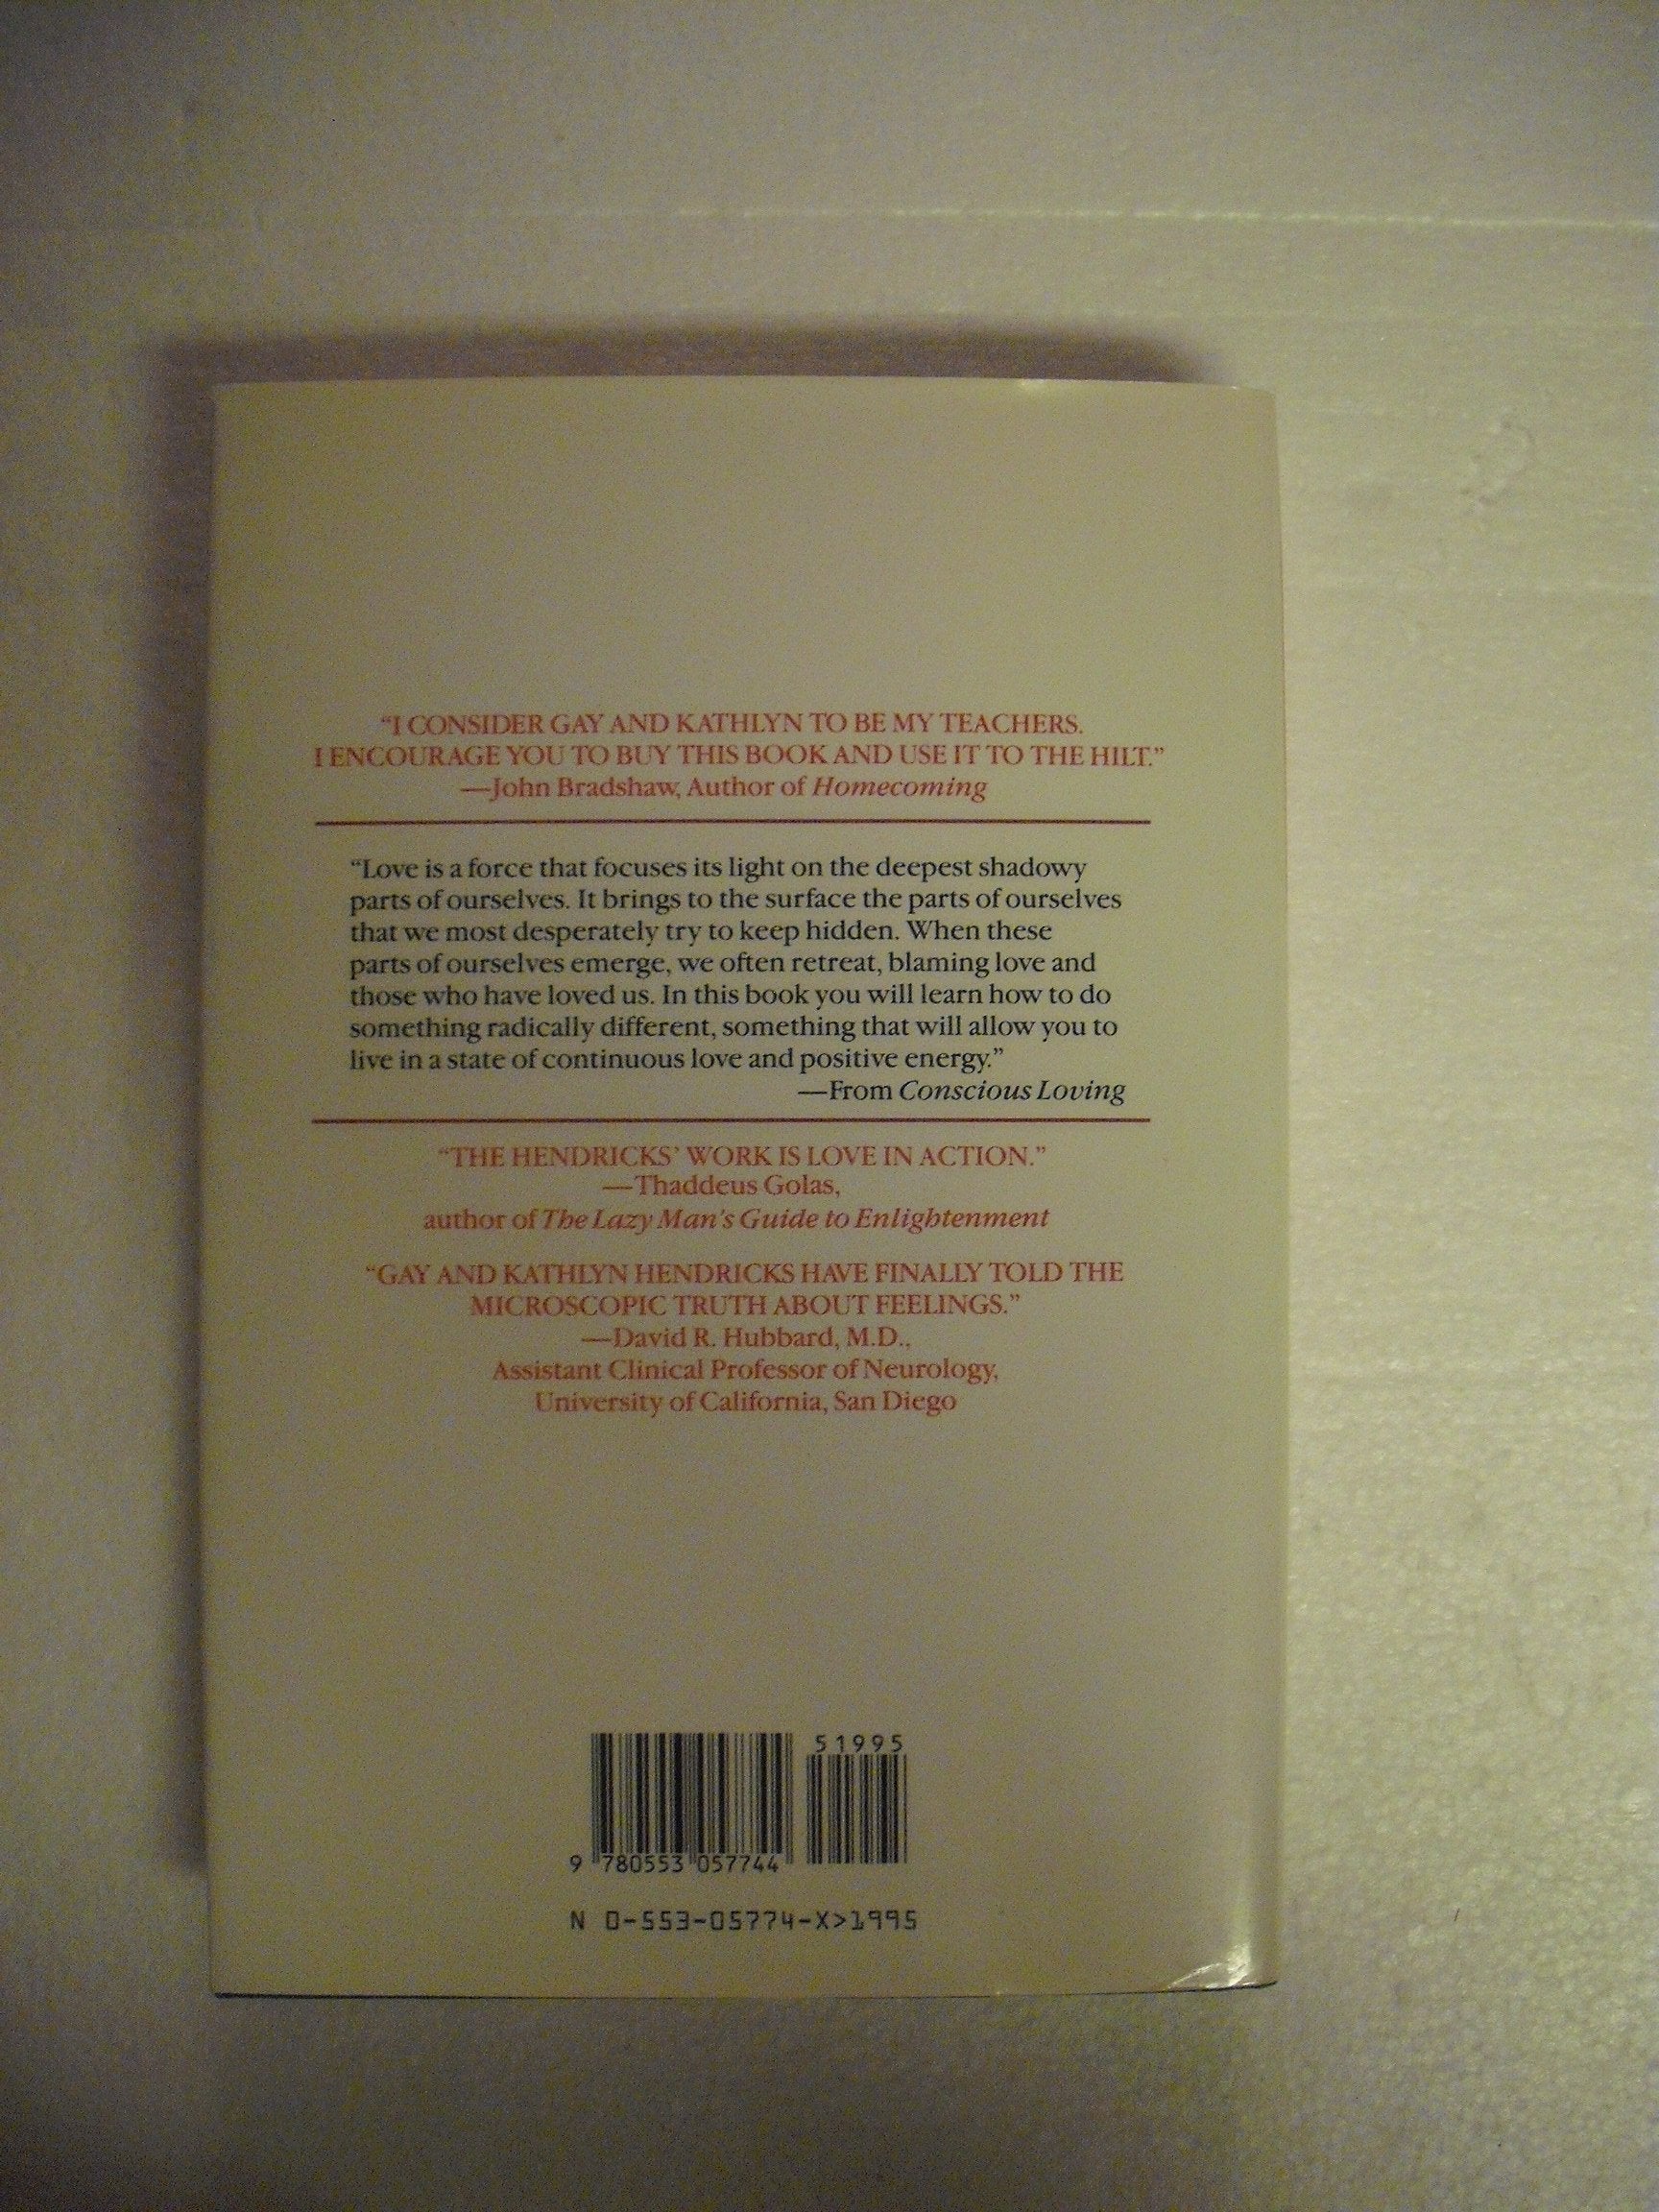 “I CONSIDER GAY AND KATHLYN TO BE MY TEACHERS.
I ENCOURAGE YOU TO BUY THIS BOOK AND USE IT TO THE HILT.”
—John Bradshaw, Author of Homecoming
“Love is a force that focuses its light on the deepest shadowy
parts of ourselves. It brings to the surface the parts of ourselves
that we most desperately try to keep hidden. When these
parts of ourselves emerge, we often retreat, blaming love and
those who have loved us. In this book you will learn how to do
something radically different, something that will allow you to
live in a state of continuous love and positive energy.”
—From Conscious Loving
“THE HENDRICKS’ WORK IS LOVE IN ACTION.”
—Thaddeus Golas,
author of The Lazy Man’s Guide to Enlightenment
“GAY AND KATHLYN HENDRICKS HAVE FINALLY TOLD THE
MICROSCOPIC TRUTH ABOUT FEELINGS.”
—David R. Hubbard, M.D.,
Assistant Clinical Professor of Neurology,
University of California, San Diego
51995
9 780553 057744
N 0-553-05774-X>1995